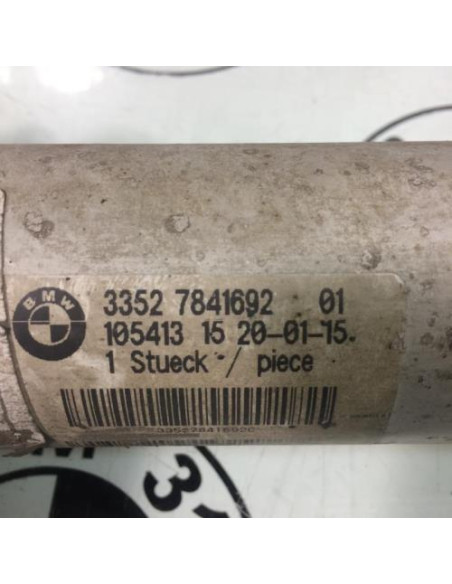 BMW
3352 7841692 01
105413 15 20-01-15
1 Stueck / piece